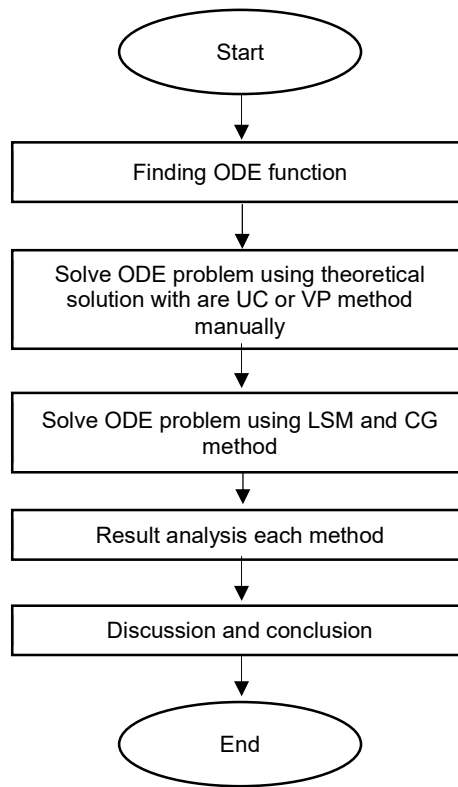 Start
Finding ODE function
Solve ODE problem using theoretical
solution with are UC or VP method
manually
Solve ODE problem using LSM and CG
method
Result analysis each method
Discussion and conclusion
End